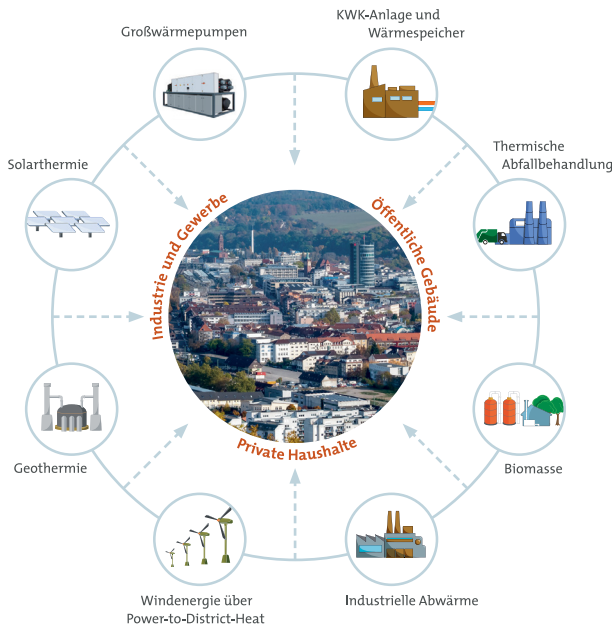 Großwärmepumpen
KWK-Anlage und
Wärmespeicher
Solarthermie
Thermische
Abfallbehandlung
Industrie und Gewerbe
Öffentliche Gebäude
Private Haushalte
Geothermie
Biomasse
Windenergie über
Power-to-District-Heat
Industrielle Abwärme